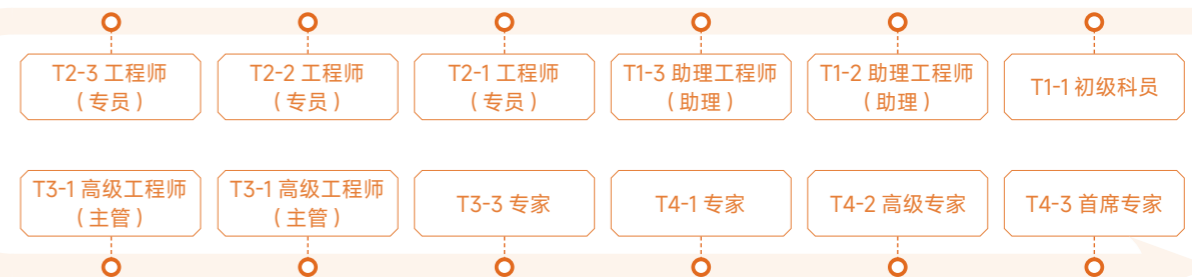 T2-3 工程师
（专员）
T2-2 工程师
（专员）
T2-1 工程师
（专员）
T1-3 助理工程师
（助理）
T1-2 助理工程师
（助理）
T1-1 初级科员
T3-1 高级工程师
（主管）
T3-1 高级工程师
（主管）
T3-3 专家
T4-1 专家
T4-2 高级专家
T4-3 首席专家